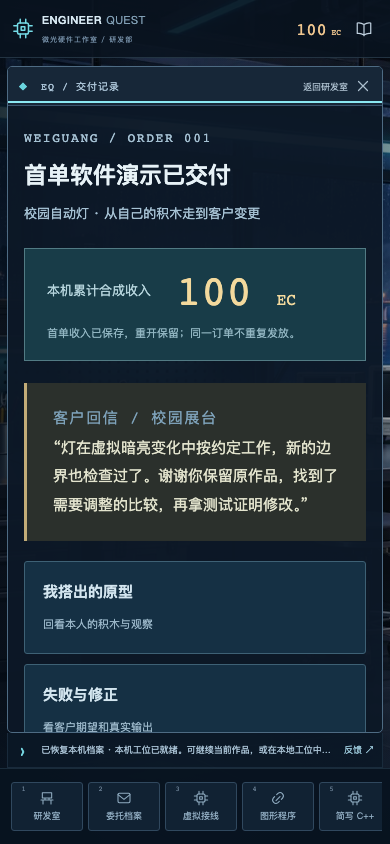 ENGINEER QUEST
微光硬件工作室 / 研发部
100 EC
EQ / 交付记录
返回研发室
WEIGUANG / ORDER 001
首单软件演示已交付
校园自动灯 · 从自己的积木走到客户变更
本机累计合成收入 100 EC
首单收入已保存，重开保留；同一订单不重复发放。
客户回信 / 校园展台
“灯在虚拟暗亮变化中按约定工作，新的边
界也检查过了。谢谢你保留原作品，找到了
需要调整的比较，再拿测试证明修改。”
我搭出的原型
回看本人的积木与观察
失败与修正
看客户期望和真实输出
已恢复本机档案 · 本机工位已就绪。可继续当前作品，或在本地工位中…
反馈 ↗
1 研发室
2 委托档案
3 虚拟接线
4 图形程序
5 简写 C++